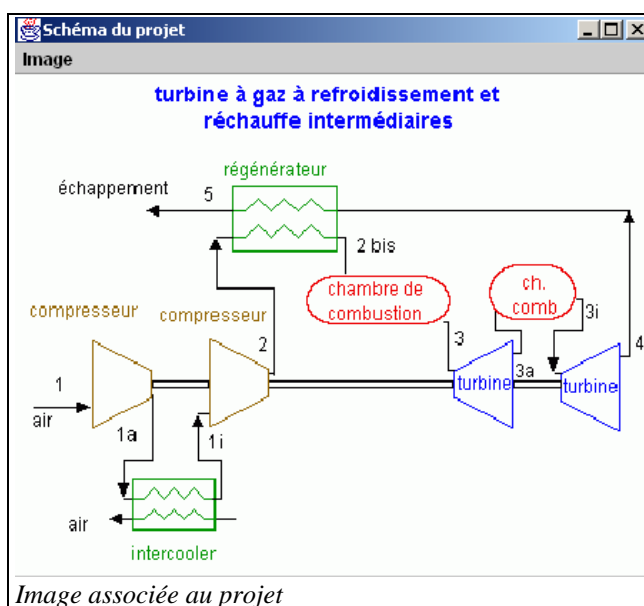 Schéma du projet
Image
turbine à gaz à refroidissement et
réchauffe intermédiaires
régénérateur
échappement
5
2 bis
chambre de
combustion
ch.
comb
3i
compresseur
compresseur
2
3
3a
4
turbine
turbine
1
air
1a
1i
air
intercooler
Image associée au projet